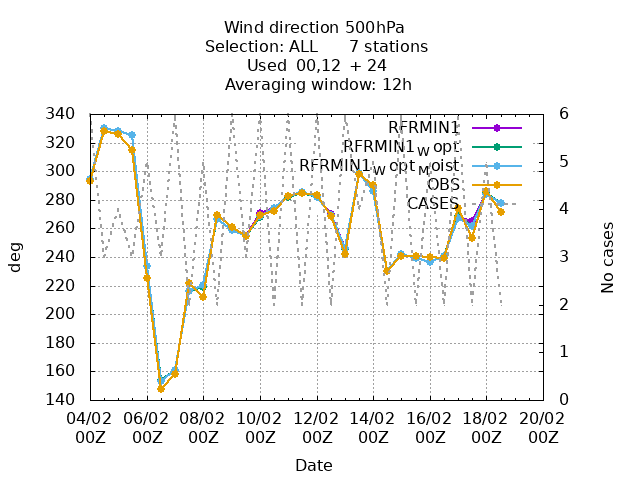 Wind direction 500hPa
Selection: ALL 7 stations
Used 00,12 + 24
Averaging window: 12h
340
320
300
280
260
240
220
200
180
160
140
deg
6
5
4
3
2
1
0
No cases
RFRMIN1
RFRMIN1W opt
RFRMIN1W optMoist
OBS
CASES
04/02 06/02 08/02 10/02 12/02 14/02 16/02 18/02 20/02
00Z 00Z 00Z 00Z 00Z 00Z 00Z 00Z 00Z
Date